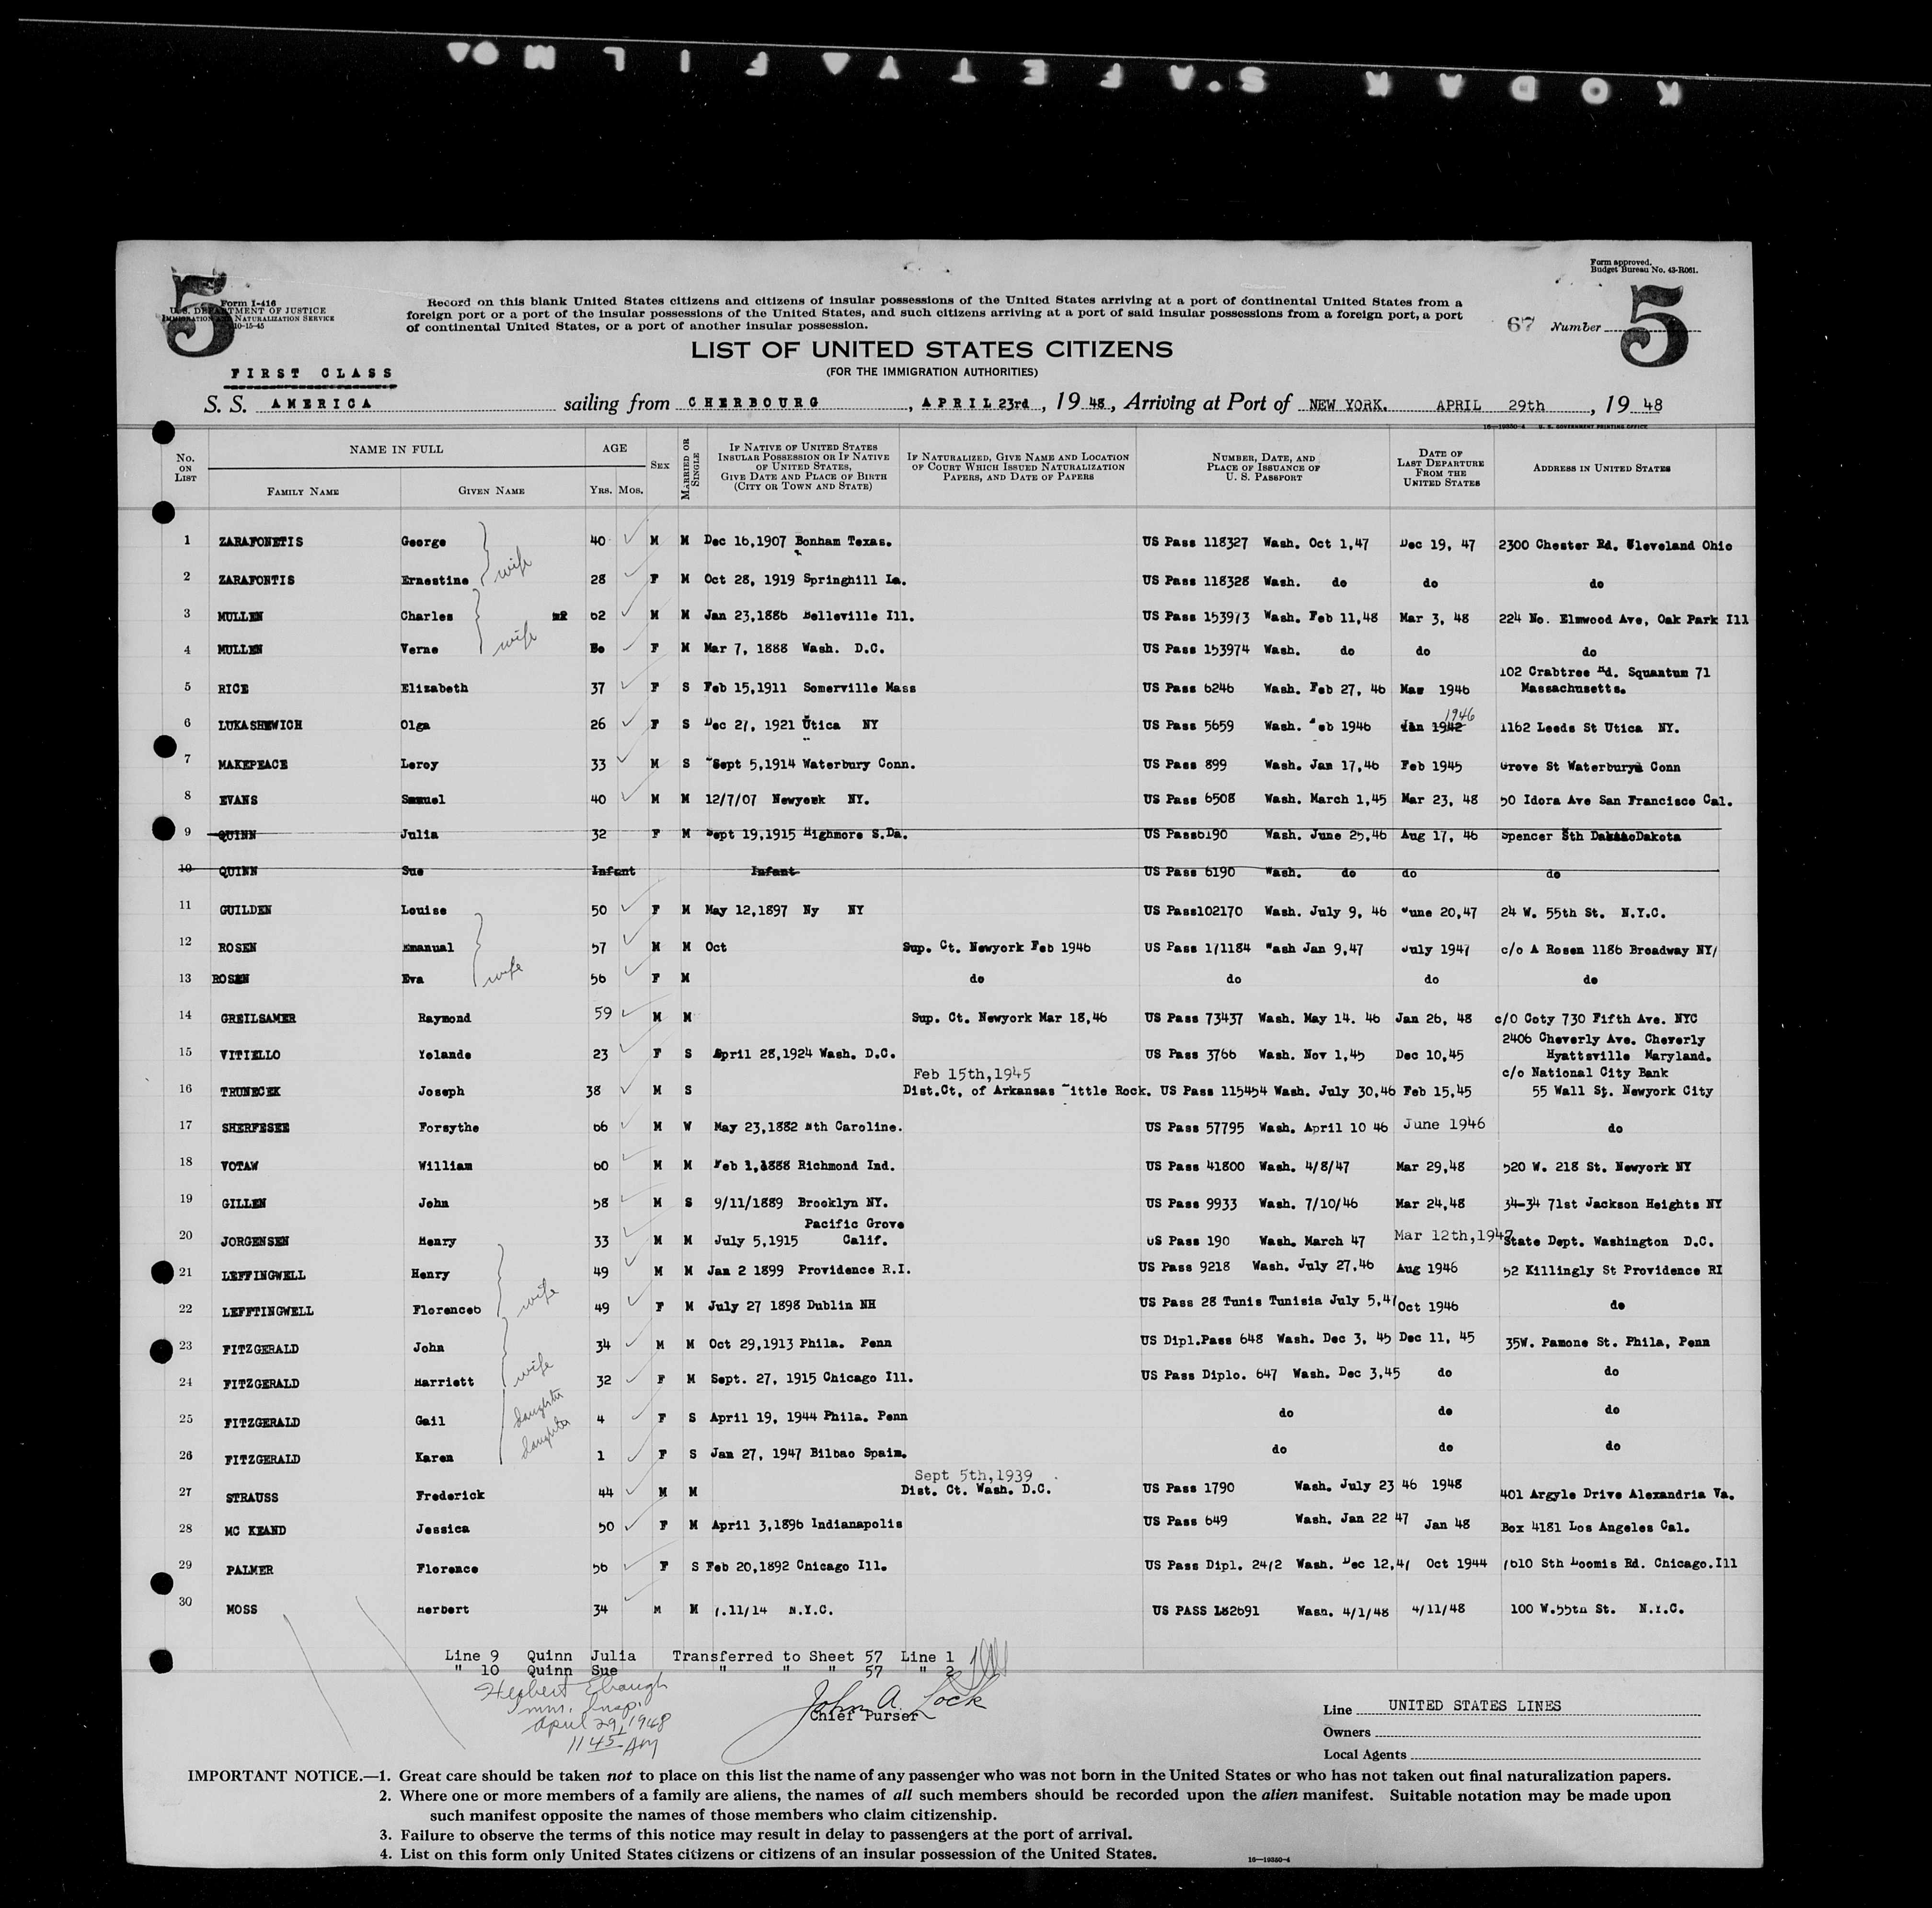 KODAK SAFETY FILM
5
Form I-416
U. S. DEPARTMENT OF JUSTICE
IMMIGRATION AND NATURALIZATION SERVICE
10-15-45
Record on this blank United States citizens and citizens of insular possessions of the United States arriving at a port of continental United States from a
foreign port or a port of the insular possessions of the United States, and such citizens arriving at a port of said insular possessions from a foreign port, a port
of continental United States, or a port of another insular possession.
Form approved.
Budget Bureau No. 43-R061.
67 Number 5
LIST OF UNITED STATES CITIZENS
(FOR THE IMMIGRATION AUTHORITIES)
FIRST CLASS
S. S. AMERICA sailing from CHERBOURG, APRIL 23rd, 19 48, Arriving at Port of NEW YORK. APRIL 29th, 19 48
16—19350-4 U. S. GOVERNMENT PRINTING OFFICE
No. ON LIST
NAME IN FULL
FAMILY NAME GIVEN NAME
AGE
YRS. MOS.
SEX
MARRIED OR SINGLE
IF NATIVE OF UNITED STATES INSULAR POSSESSION OR IF NATIVE OF UNITED STATES, GIVE DATE AND PLACE OF BIRTH (CITY OR TOWN AND STATE)
IF NATURALIZED, GIVE NAME AND LOCATION OF COURT WHICH ISSUED NATURALIZATION PAPERS, AND DATE OF PAPERS
NUMBER, DATE, AND PLACE OF ISSUANCE OF U. S. PASSPORT
DATE OF LAST DEPARTURE FROM THE UNITED STATES
ADDRESS IN UNITED STATES
1 ZARAFONETIS George 40 M M Dec 16,1907 Bonham Texas. US Pass 118327 Wash. Oct 1,47 Dec 19, 47 2300 Chester Rd. Cleveland Ohio
wife
2 ZARAFONTIS Ernestine 28 F M Oct 28, 1919 Springhill La. US Pass 118328 Wash. do do do
3 MULLEN Charles 62 M M Jan 23,1886 Belleville Ill. US Pass 153973 Wash. Feb 11,48 Mar 3, 48 224 No. Elmwood Ave, Oak Park Ill
wife
4 MULLEN Verne F M Mar 7, 1888 Wash. D.C. US Pass 153974 Wash. do do do
5 RICE Elizabeth 37 F S Feb 15,1911 Somerville Mass US Pass 6246 Wash. Feb 27, 46 Mar 1946 102 Crabtree Rd. Squantum 71
Massachusetts.
6 LUKASHEWICH Olga 26 F S Dec 27, 1921 Utica NY US Pass 5659 Wash. Feb 1946 Jan 1942 1946 1162 Leeds St Utica NY.
7 MAKEPEACE Leroy 33 M S Sept 5,1914 Waterbury Conn. US Pass 899 Wash. Jan 17,46 Feb 1945 Grove St Waterbury Conn
8 EVANS Samuel 40 M M 12/7/07 Newyork NY. US Pass 6508 Wash. March 1,45 Mar 23, 48 50 Idora Ave San Francisco Cal.
9 QUINN Julia 32 F M Sept 19,1915 Highmore S.Da. US Pass6190 Wash. June 25,46 Aug 17, 46 Spencer Sth Dakota
10 QUINN Sue Infant Infant US Pass 6190 Wash. do do do
11 GUILDEN Louise 50 F M May 12,1897 Ny NY US Pass102170 Wash. July 9, 46 June 20,47 24 W. 55th St. N.Y.C.
12 ROSEN Emanual 57 M M Oct Sup. Ct. Newyork Feb 1946 US Pass 171184 Wash Jan 9,47 July 1947 c/o A Rosen 1186 Broadway NY/
wife
13 ROSEN Eva 56 F M do do do do
14 GREILSAMER Raymond 59 M M Sup. Ct. Newyork Mar 18,46 US Pass 73437 Wash. May 14. 46 Jan 26, 48 c/O Coty 730 Fifth Ave. NYC
15 VITIELLO Yolande 23 F S April 28,1924 Wash. D.C. US Pass 3766 Wash. Nov 1,45 Dec 10,45 2406 Cheverly Ave. Cheverly
Hyattsville Maryland.
16 TRUNECEK Joseph 38 M S Feb 15th,1945
Dist.Ct. of Arkansas Little Rock. US Pass 115454 Wash. July 30,46 Feb 15,45 c/o National City Bank
55 Wall St. Newyork City
17 SHERFESEE Forsythe 66 M W May 23,1882 Nth Caroline. US Pass 57795 Wash. April 10 46 June 1946 do
18 VOTAW William 60 M M Feb 1,1888 Richmond Ind. US Pass 41800 Wash. 4/8/47 Mar 29,48 520 W. 218 St. Newyork NY
19 GILLEN John 58 M S 9/11/1889 Brooklyn NY. US Pass 9933 Wash. 7/10/46 Mar 24,48 34-34 71st Jackson Heights NY
20 JORGENSEN Henry 33 M M July 5,1915 Pacific Grove
Calif. US Pass 190 Wash. March 47 Mar 12th,1947 State Dept. Washington D.C.
21 LEFFINGWELL Henry 49 M M Jan 2 1899 Providence R.I. US Pass 9218 Wash. July 27,46 Aug 1946 52 Killingly St Providence RI
wife
22 LEFFTINGWELL Florenceb 49 F M July 27 1898 Dublin NH US Pass 28 Tunis Tunisia July 5,47 Oct 1946 do
23 FITZGERALD John 34 M M Oct 29,1913 Phila. Penn US Dipl.Pass 648 Wash. Dec 3, 45 Dec 11, 45 35W. Pamone St. Phila, Penn
wife
24 FITZGERALD Harriett 32 F M Sept. 27, 1915 Chicago Ill. US Pass Diplo. 647 Wash. Dec 3,45 do do
daughter
25 FITZGERALD Gail 4 F S April 19, 1944 Phila. Penn do do do
daughter
26 FITZGERALD Karen 1 F S Jan 27, 1947 Bilbao Spain. do do do
27 STRAUSS Frederick 44 M M Sept 5th,1939
Dist. Ct. Wash. D.C. US Pass 1790 Wash. July 23 46 1948 401 Argyle Drive Alexandria Va.
28 MC KEAND Jessica 50 F M April 3,1896 Indianapolis US Pass 649 Wash. Jan 22 47 Jan 48 Box 4181 Los Angeles Cal.
29 PALMER Florence 56 F S Feb 20,1892 Chicago Ill. US Pass Dipl. 2472 Wash. Dec 12,47 Oct 1944 7610 Sth Loomis Rd. Chicago.Ill
30 MOSS Herbert 34 M M 7.11/14 N.Y.C. US PASS 182691 Wash. 4/1/48 4/11/48 100 W.55th St. N.Y.C.
Line 9 Quinn Julia Transferred to Sheet 57 Line 1
" 10 Quinn Sue " " " 57 " 2
Herbert Ebaugh
Imm. Insp.
April 29, 1948
11 45 AM
John A. Lock
Chief Purser
Line UNITED STATES LINES
Owners
Local Agents
IMPORTANT NOTICE.—1. Great care should be taken not to place on this list the name of any passenger who was not born in the United States or who has not taken out final naturalization papers.
2. Where one or more members of a family are aliens, the names of all such members should be recorded upon the alien manifest. Suitable notation may be made upon
such manifest opposite the names of those members who claim citizenship.
3. Failure to observe the terms of this notice may result in delay to passengers at the port of arrival.
4. List on this form only United States citizens or citizens of an insular possession of the United States.
16—19350-4